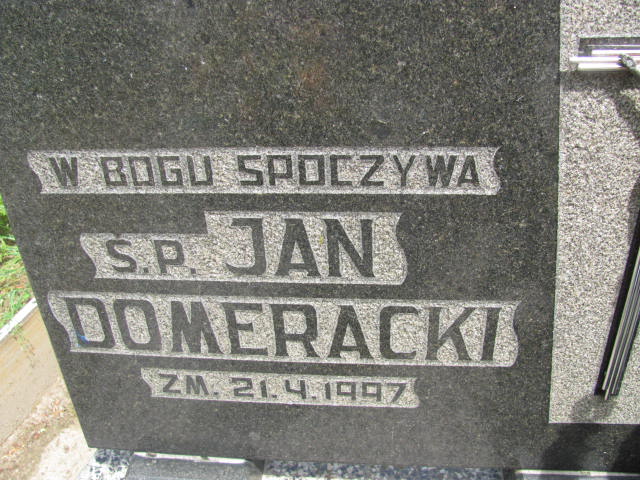 W BOGU SPOCZYWA
Ś.P. JAN
DOMERACKI
ZM. 21.4.1997